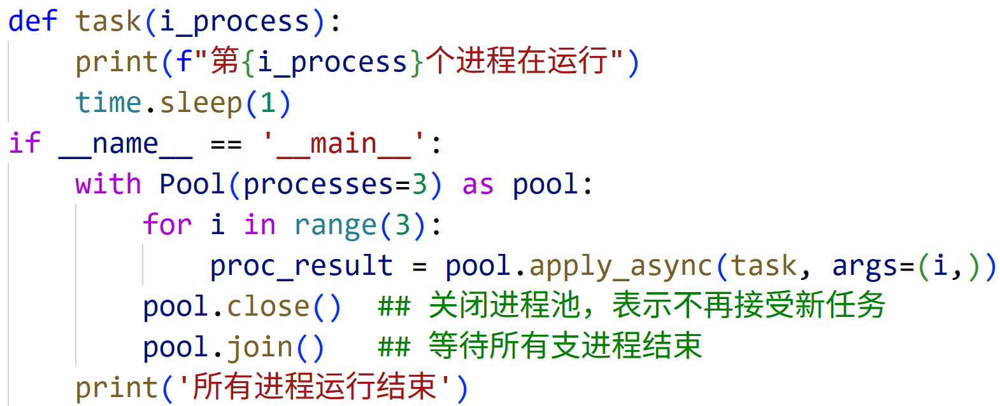 def task(i_process):
    print(f"第{i_process}个进程在运行")
    time.sleep(1)
if __name__ == '__main__':
    with Pool(processes=3) as pool:
        for i in range(3):
            proc_result = pool.apply_async(task, args=(i,))
        pool.close()  ## 关闭进程池，表示不再接受新任务
        pool.join()   ## 等待所有支进程结束
    print('所有进程运行结束')